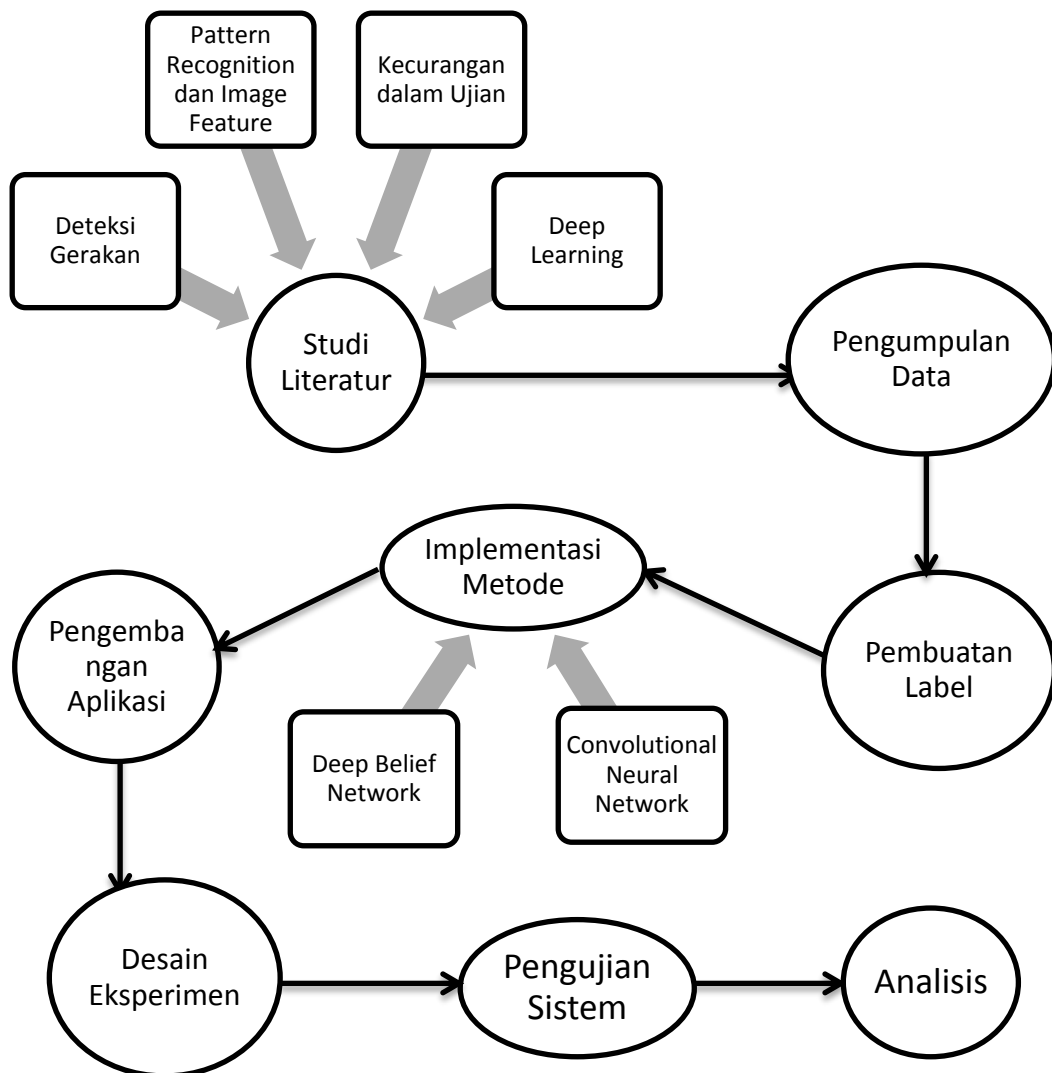 Pattern
Recognition
dan Image
Feature
Kecurangan
dalam Ujian
Deteksi
Gerakan
Deep
Learning
Studi
Literatur
Pengumpulan
Data
Implementasi
Metode
Pengemba
ngan
Aplikasi
Pembuatan
Label
Deep Belief
Network
Convolutional
Neural
Network
Desain
Eksperimen
Pengujian
Sistem
Analisis